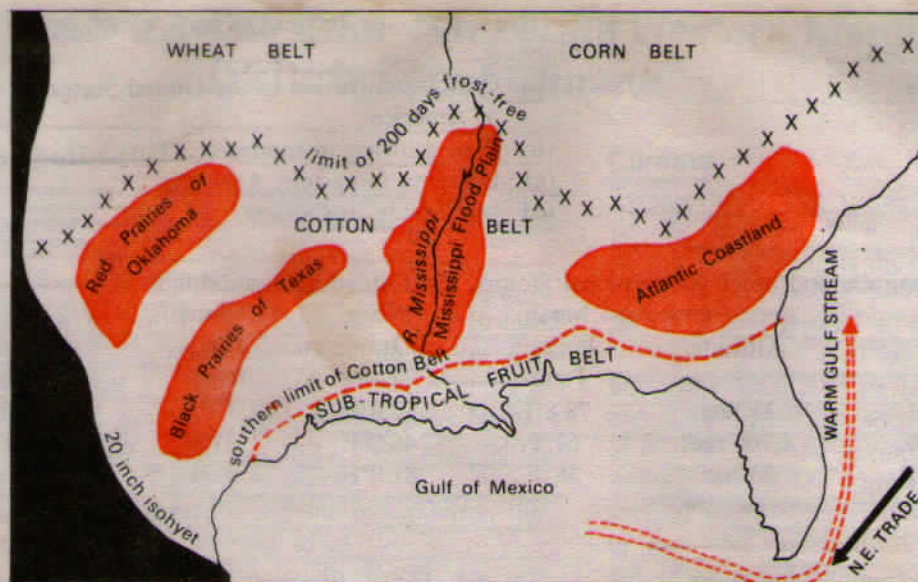 WHEAT BELT
CORN BELT
limit of 200 days frost-free
Red Prairies of
Oklahoma
COTTON BELT
R. Mississippi
Mississippi Flood Plain
Atlantic Coastland
Black Prairies of Texas
southern limit of Cotton Belt
SUB-TROPICAL FRUIT BELT
WARM GULF STREAM
20 inch isohyet
Gulf of Mexico
N.E. TRADE